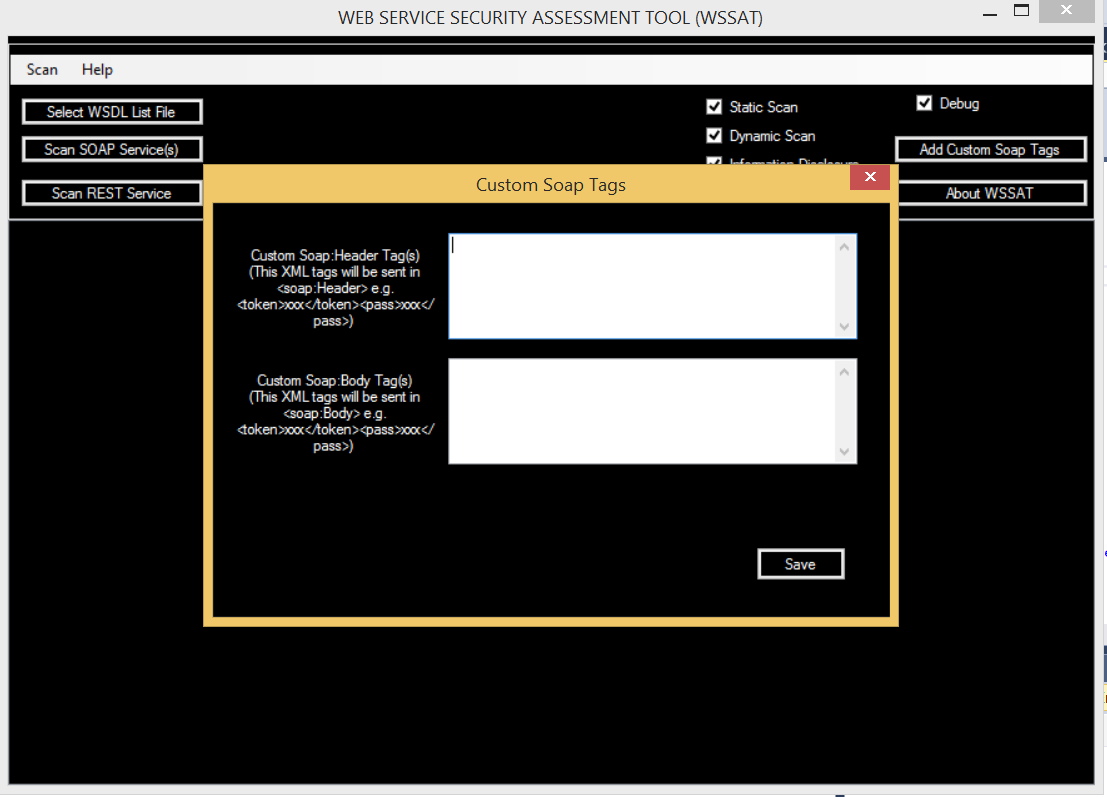 WEB SERVICE SECURITY ASSESSMENT TOOL (WSSAT)
Scan Help
Select WSDL List File
Static Scan
Debug
Scan SOAP Service(s)
Dynamic Scan
Add Custom Soap Tags
Information Disclosure
Scan REST Service
About WSSAT
Custom Soap Tags
Custom Soap:Header Tag(s)
(This XML tags will be sent in
<soap:Header> e.g.
<token>xxx</token><pass>xxx</
pass>)
Custom Soap:Body Tag(s)
(This XML tags will be sent in
<soap:Body> e.g.
<token>xxx</token><pass>xxx</
pass>)
Save